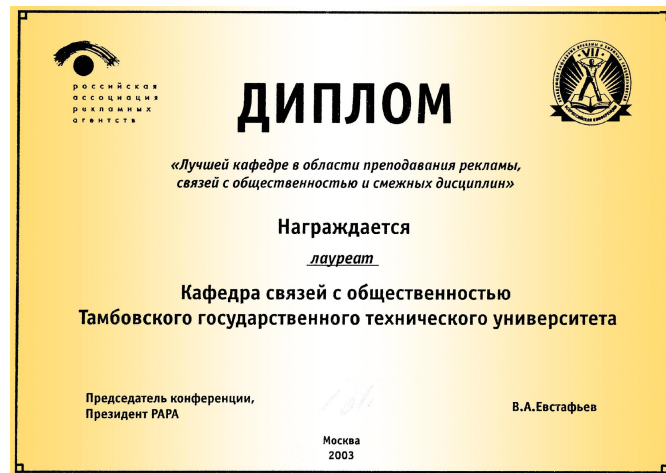 российская
ассоциация
рекламных
агентств
VII
ДИПЛОМ
«Лучшей кафедре в области преподавания рекламы,
связей с общественностью и смежных дисциплин»
Награждается
лауреат
Кафедра связей с общественностью
Тамбовского государственного технического университета
Председатель конференции,
Президент РАРА
В.А.Евстафьев
Москва
2003